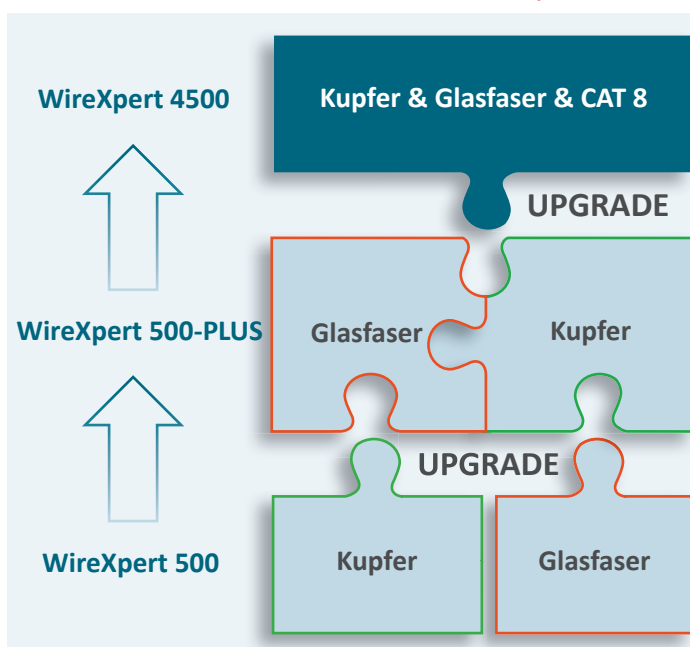 WireXpert 4500
Kupfer & Glasfaser & CAT 8
UPGRADE
WireXpert 500-PLUS
Glasfaser
Kupfer
UPGRADE
WireXpert 500
Kupfer
Glasfaser